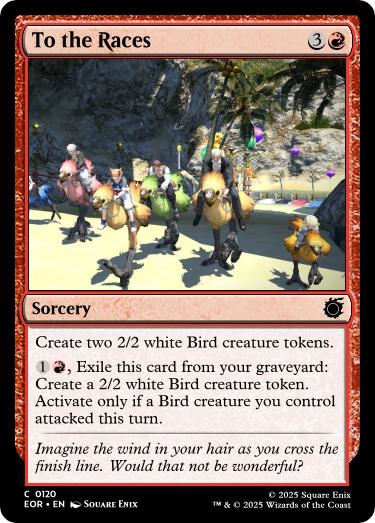 To the Races 3
Sorcery
Create two 2/2 white Bird creature tokens.
1, Exile this card from your graveyard:
Create a 2/2 white Bird creature token.
Activate only if a Bird creature you control
attacked this turn.
Imagine the wind in your hair as you cross the
finish line. Would that not be wonderful?
C 0120 © 2025 Square Enix
EOR • EN SQUARE ENIX ™ & © 2025 Wizards of the Coast